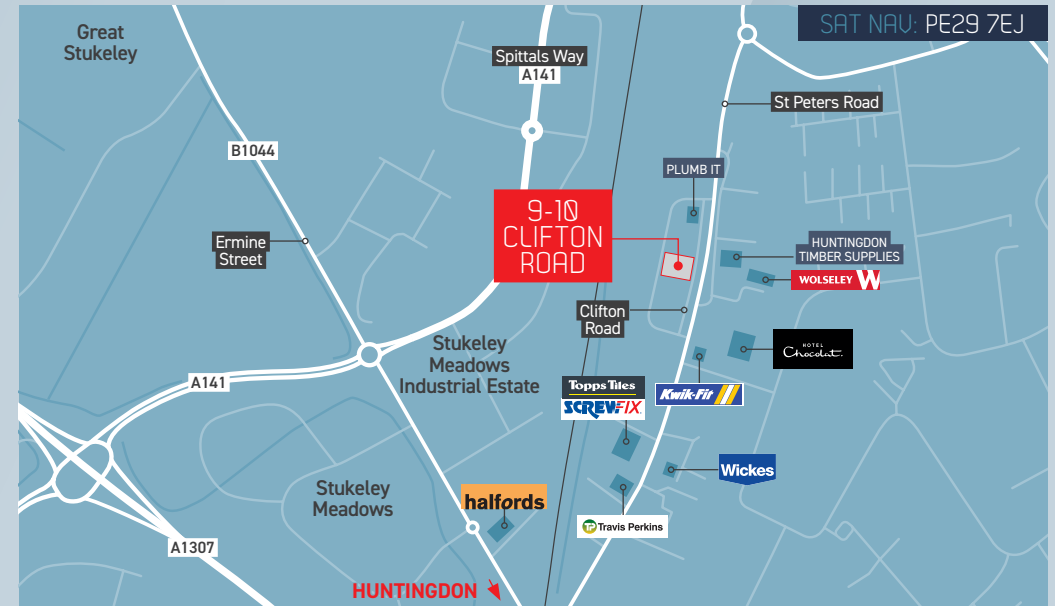 SAT NAV: PE29 7EJ
Great
Stukeley
Spittals Way
A141
St Peters Road
B1044
PLUMB IT
9-10
CLIFTON
ROAD
Ermine
Street
HUNTINGDON
TIMBER SUPPLIES
WOLSELEY W
Clifton
Road
Stukeley
Meadows
Industrial Estate
HOTEL
Chocolat.
A141
Topps Tiles
SCREWFIX
Kwik-Fit
Wickes
Stukeley
Meadows
halfords
TP Travis Perkins
A1307
HUNTINGDON